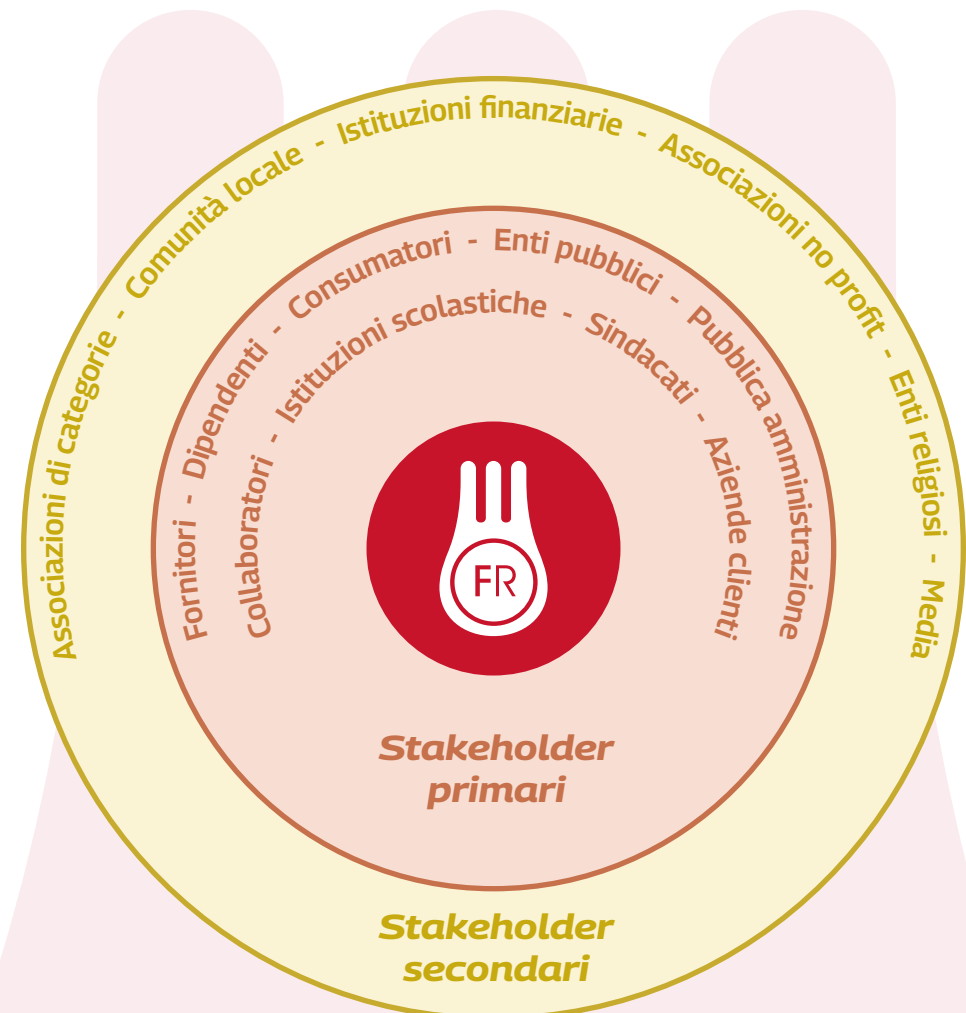 Associazioni di categorie - Comunità locale - Istituzioni finanziarie - Associazioni no profit - Enti religiosi - Media
Fornitori - Dipendenti - Consumatori - Enti pubblici - Pubblica amministrazione
Collaboratori - Istituzioni scolastiche - Sindacati - Aziende clienti
FR
Stakeholder
primari
Stakeholder
secondari